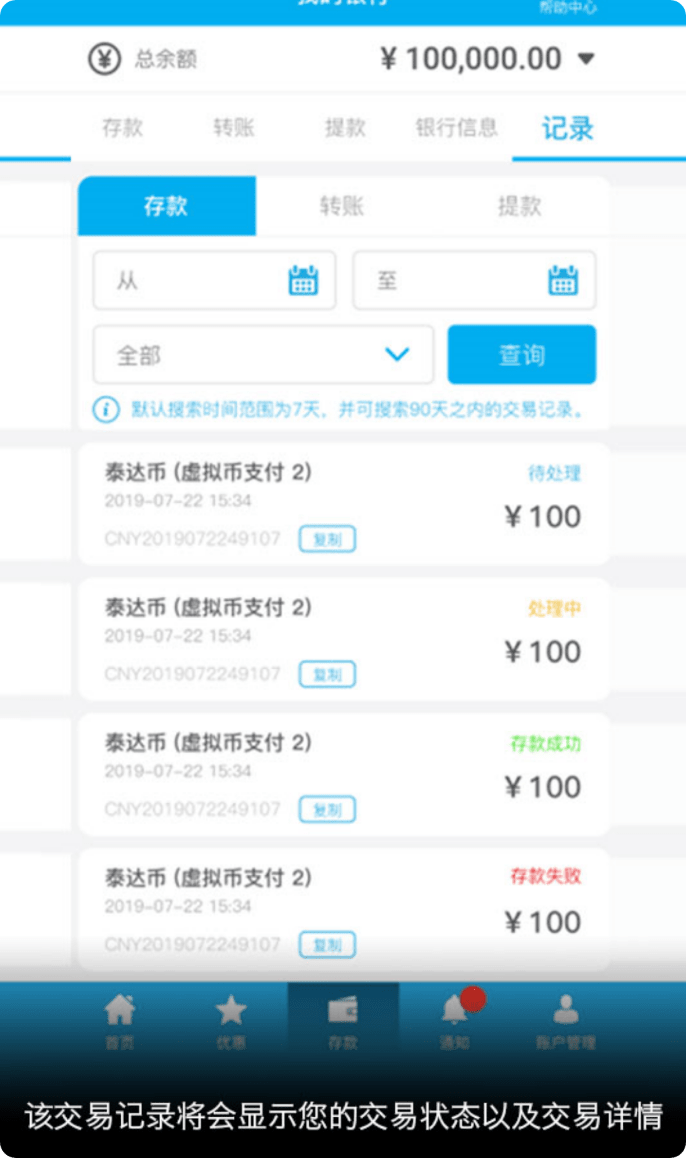 帮助中心
总余额 ¥ 100,000.00
存款 转账 提款 银行信息 记录
存款 转账 提款
从 至
全部 查询
默认搜索时间范围为7天，并可搜索90天之内的交易记录。
泰达币 (虚拟币支付 2) 待处理
2019-07-22 15:34
¥ 100
CNY2019072249107 复制
泰达币 (虚拟币支付 2) 处理中
2019-07-22 15:34
¥ 100
CNY2019072249107 复制
泰达币 (虚拟币支付 2) 存款成功
2019-07-22 15:34
¥ 100
CNY2019072249107 复制
泰达币 (虚拟币支付 2) 存款失败
2019-07-22 15:34
¥ 100
CNY2019072249107 复制
首页 优惠 存款 通知 账户管理
该交易记录将会显示您的交易状态以及交易详情